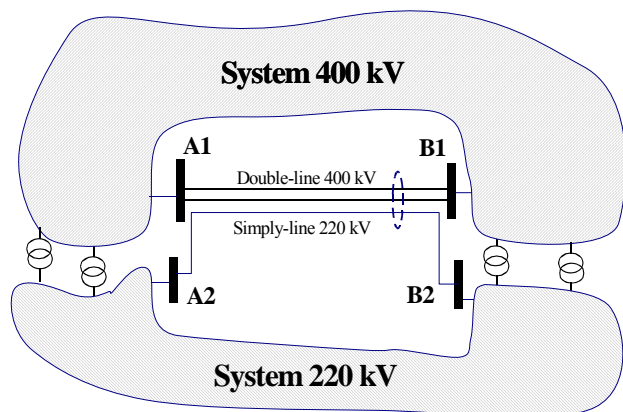 System 400 kV
A1
B1
Double-line 400 kV
Simply-line 220 kV
A2
B2
System 220 kV